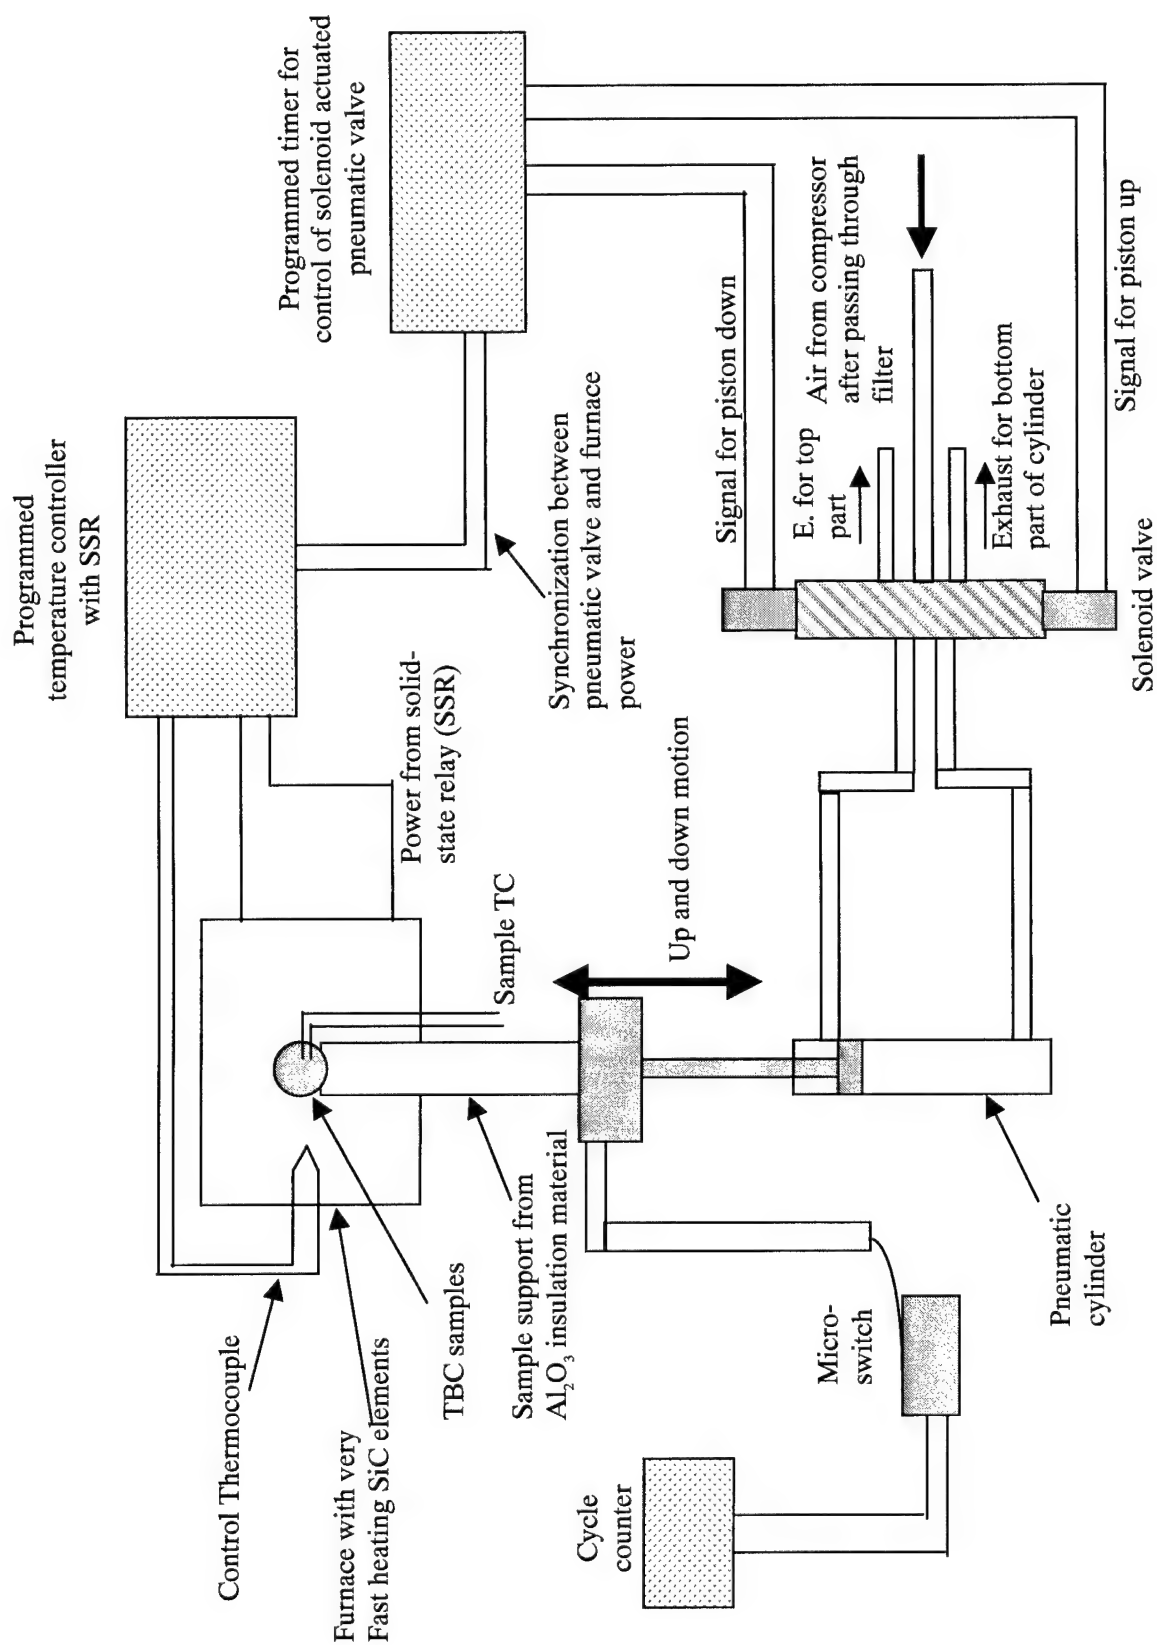 Programmed
temperature controller
with SSR
Programmed timer for
control of solenoid actuated
pneumatic valve
Control Thermocouple
Furnace with very
Fast heating SiC elements
TBC samples
Sample support from
Al₂O₃ insulation material
Sample TC
Power from solid-
state relay (SSR)
Synchronization between
pneumatic valve and furnace
power
Up and down motion
Signal for piston down
E. for top
part
Air from compressor
after passing through
filter
Exhaust for bottom
part of cylinder
Signal for piston up
Solenoid valve
Cycle
counter
Micro-
switch
Pneumatic
cylinder